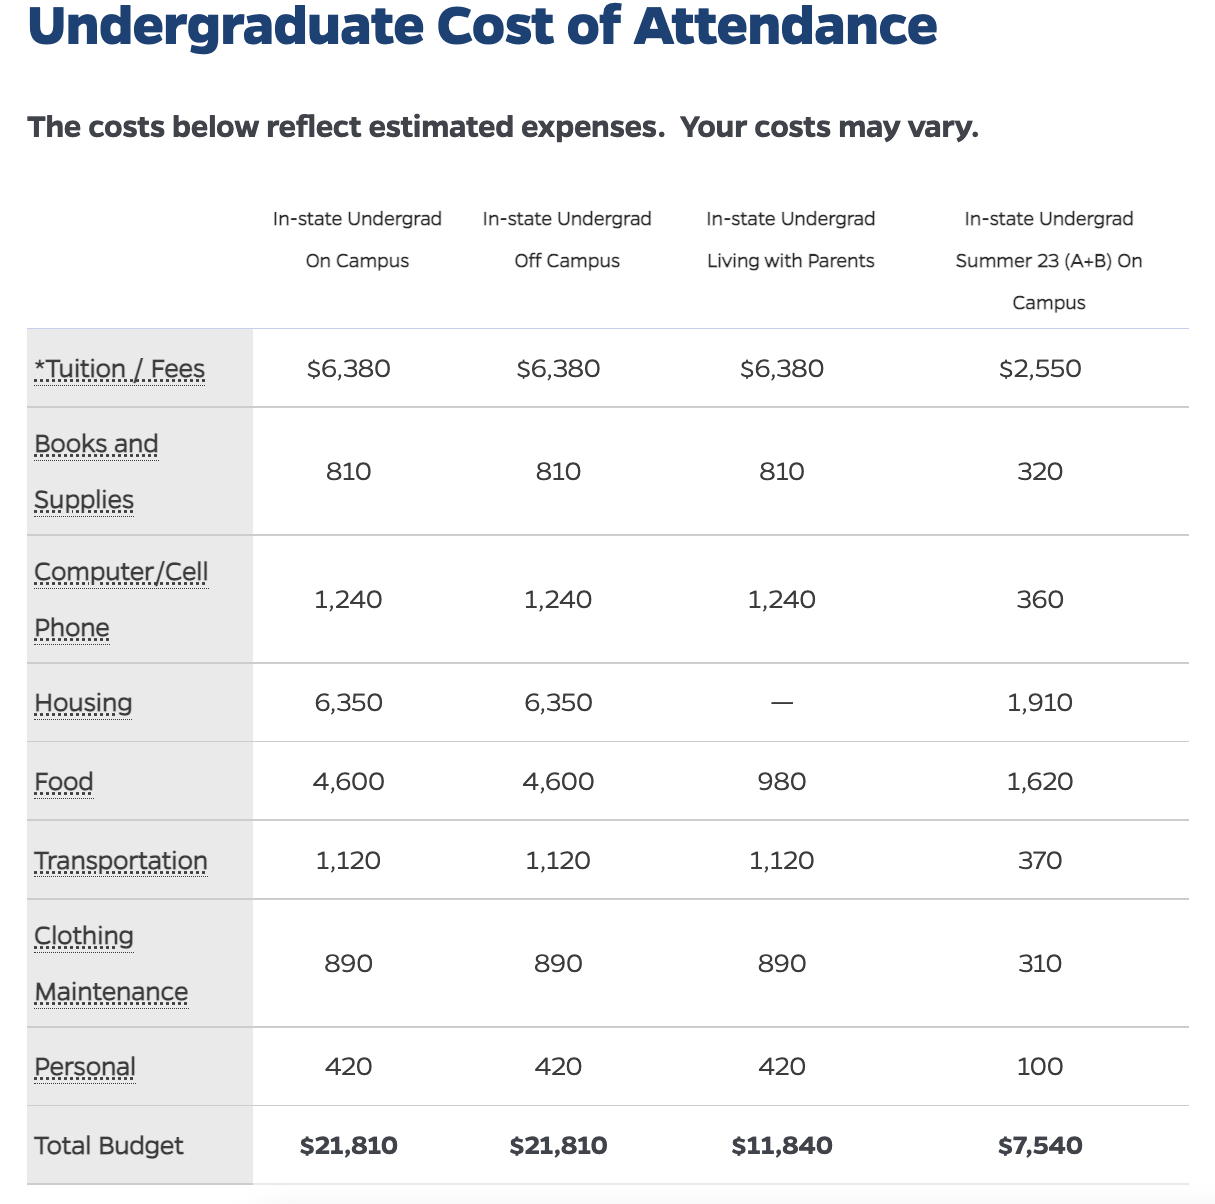 Undergraduate Cost of Attendance
The costs below reflect estimated expenses.  Your costs may vary.
In-state Undergrad In-state Undergrad In-state Undergrad In-state Undergrad
On Campus Off Campus Living with Parents Summer 23 (A+B) On
Campus
*Tuition / Fees $6,380 $6,380 $6,380 $2,550
Books and
810 810 810 320
Supplies
Computer/Cell
1,240 1,240 1,240 360
Phone
Housing 6,350 6,350 — 1,910
Food 4,600 4,600 980 1,620
Transportation 1,120 1,120 1,120 370
Clothing
890 890 890 310
Maintenance
Personal 420 420 420 100
Total Budget $21,810 $21,810 $11,840 $7,540